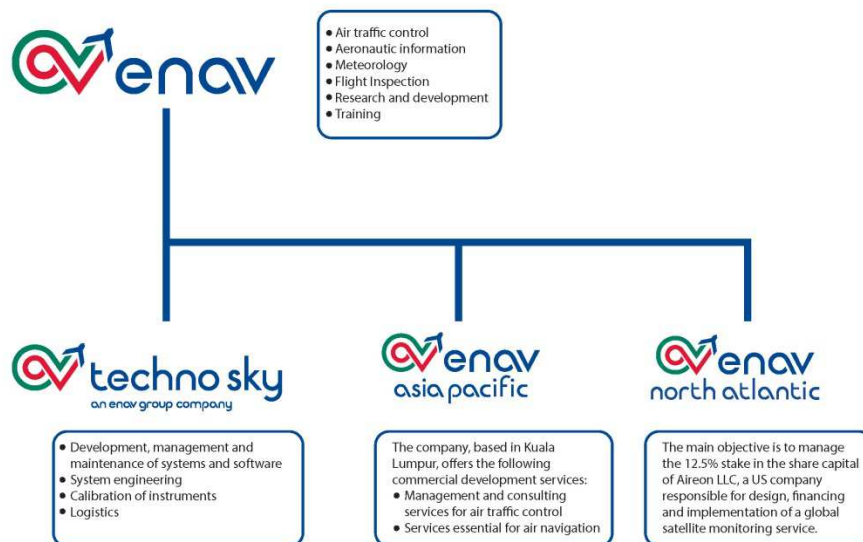 enav
• Air traffic control
• Aeronautic information
• Meteorology
• Flight Inspection
• Research and development
• Training
techno sky
an enav group company
• Development, management and
maintenance of systems and software
• System engineering
• Calibration of instruments
• Logistics
enav
asia pacific
The company, based in Kuala
Lumpur, offers the following
commercial development services:
• Management and consulting
services for air traffic control
• Services essential for air navigation
enav
north atlantic
The main objective is to manage
the 12.5% stake in the share capital
of Aireon LLC, a US company
responsible for design, financing
and implementation of a global
satellite monitoring service.